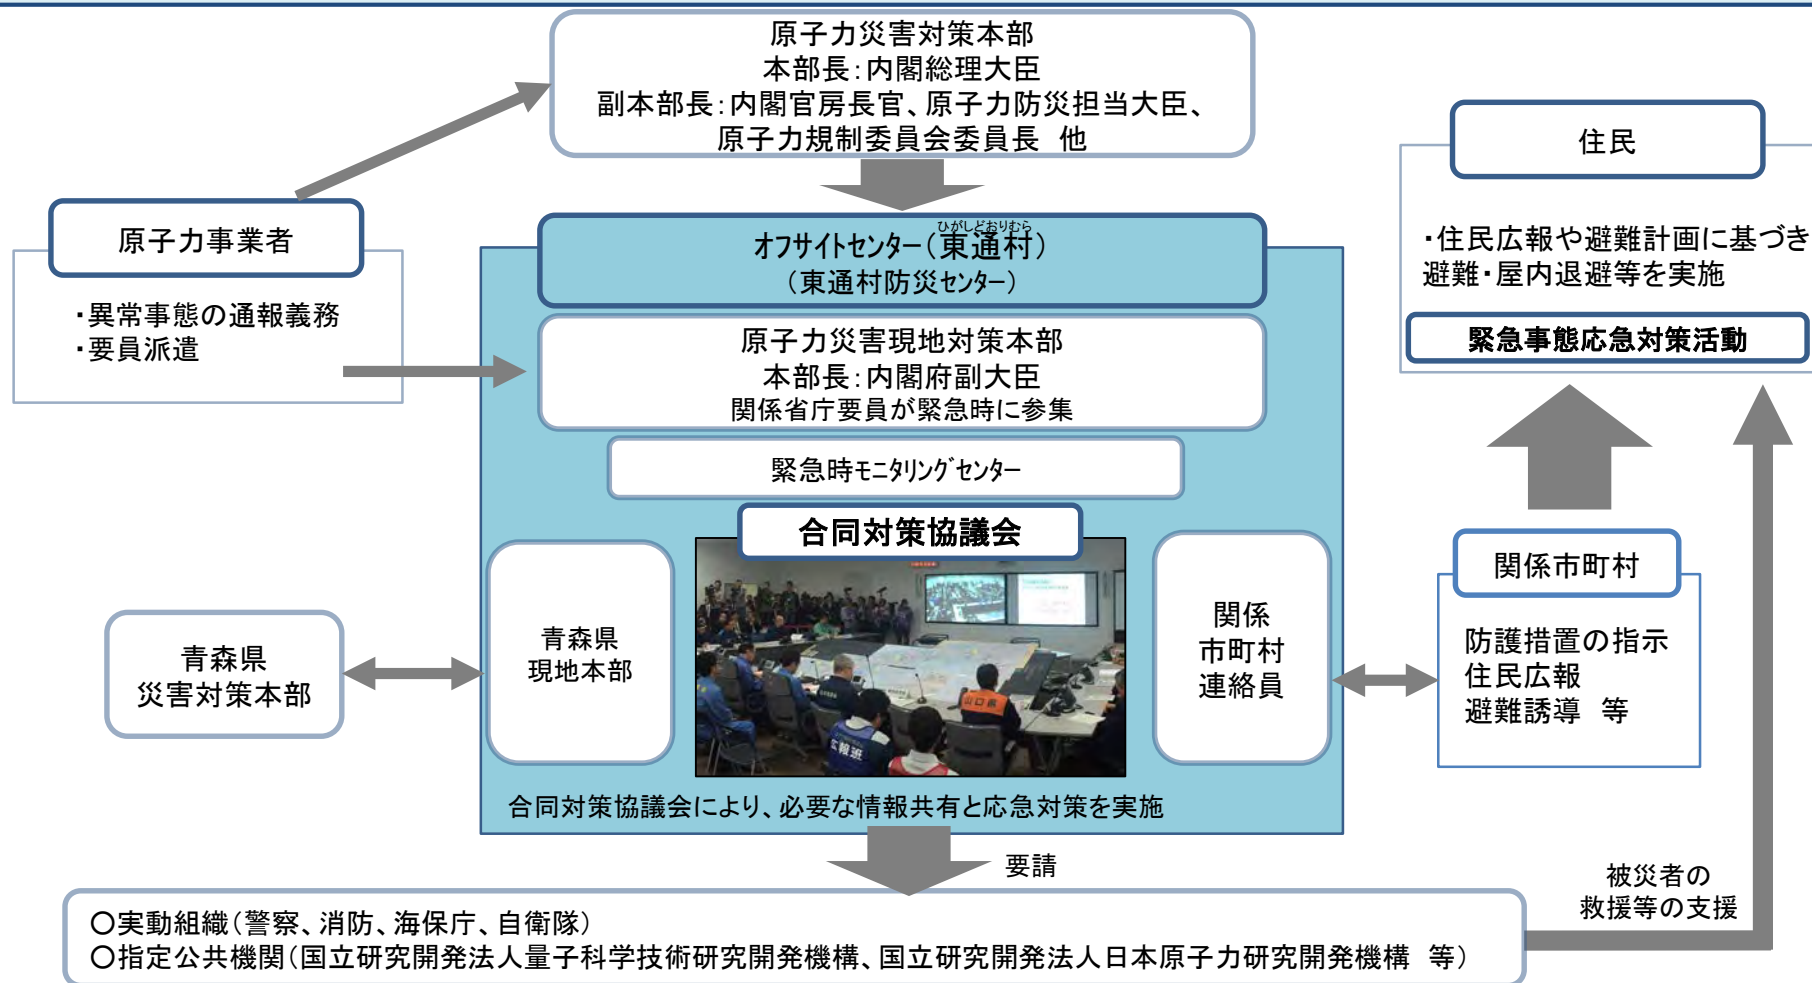 原子力災害対策本部
本部長：内閣総理大臣
副本部長：内閣官房長官、原子力防災担当大臣、
原子力規制委員会委員長　他
原子力事業者
・異常事態の通報義務
・要員派遣
ひがしどおりむら
オフサイトセンター（東通村）
（東通村防災センター）
原子力災害現地対策本部
本部長：内閣府副大臣
関係省庁要員が緊急時に参集
緊急時モニタリングセンター
合同対策協議会
青森県
災害対策本部
青森県
現地本部
山口県
広報班
関係
市町村
連絡員
合同対策協議会により、必要な情報共有と応急対策を実施
住民
・住民広報や避難計画に基づき
避難・屋内退避等を実施
緊急事態応急対策活動
関係市町村
防護措置の指示
住民広報
避難誘導　等
要請
被災者の
救援等の支援
○実動組織（警察、消防、海保庁、自衛隊）
○指定公共機関（国立研究開発法人量子科学技術研究開発機構、国立研究開発法人日本原子力研究開発機構　等）